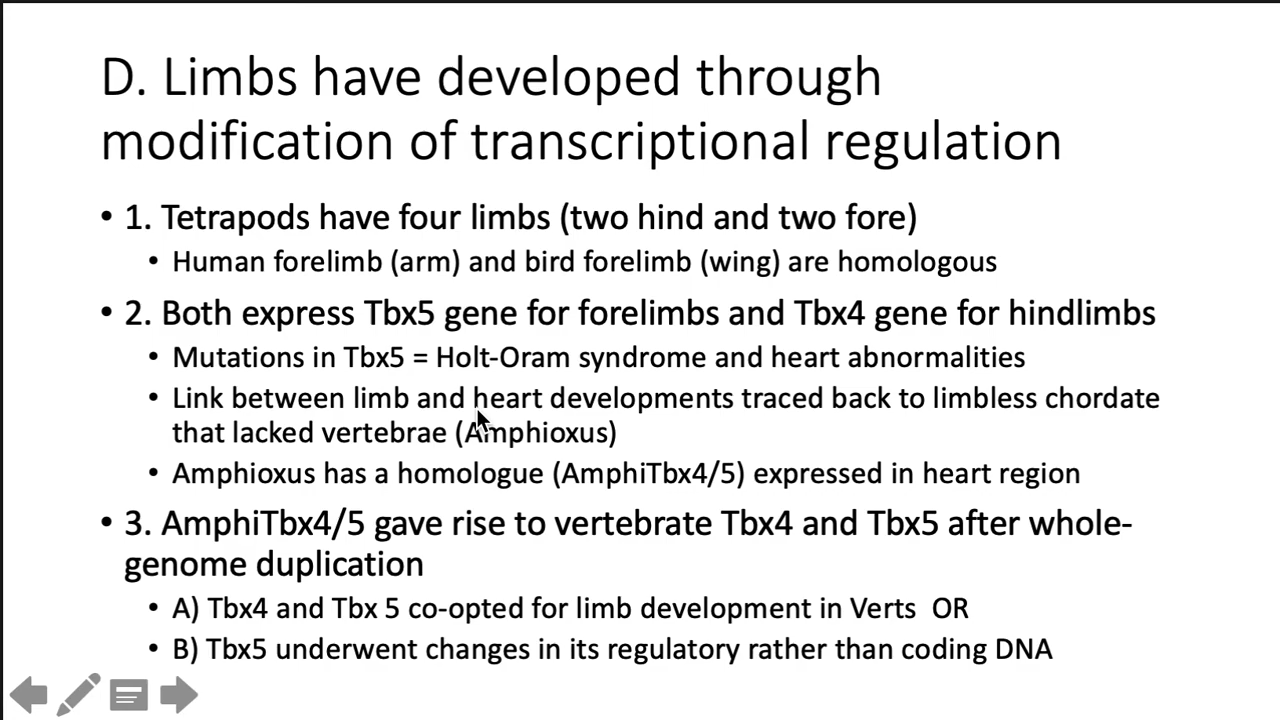 D. Limbs have developed through
modification of transcriptional regulation
• 1. Tetrapods have four limbs (two hind and two fore)
• Human forelimb (arm) and bird forelimb (wing) are homologous
• 2. Both express Tbx5 gene for forelimbs and Tbx4 gene for hindlimbs
• Mutations in Tbx5 = Holt-Oram syndrome and heart abnormalities
• Link between limb and heart developments traced back to limbless chordate
that lacked vertebrae (Amphioxus)
• Amphioxus has a homologue (AmphiTbx4/5) expressed in heart region
• 3. AmphiTbx4/5 gave rise to vertebrate Tbx4 and Tbx5 after whole-
genome duplication
• A) Tbx4 and Tbx 5 co-opted for limb development in Verts  OR
• B) Tbx5 underwent changes in its regulatory rather than coding DNA